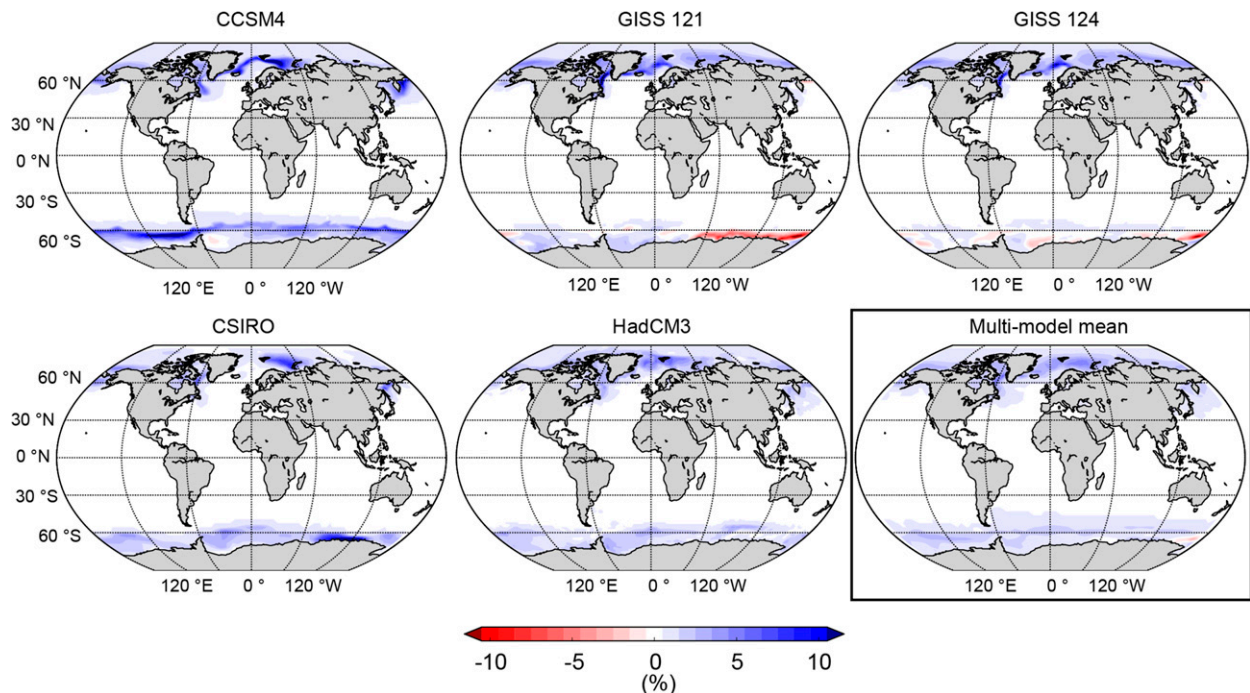 CCSM4 GISS 121 GISS 124
60 °N
30 °N
0 °N
30 °S
60 °S
120 °E 0 ° 120 °W 120 °E 0 ° 120 °W 120 °E 0 ° 120 °W
CSIRO HadCM3 Multi-model mean
60 °N
30 °N
0 °N
30 °S
60 °S
120 °E 0 ° 120 °W 120 °E 0 ° 120 °W 120 °E 0 ° 120 °W
-10 -5 0 5 10
(%)